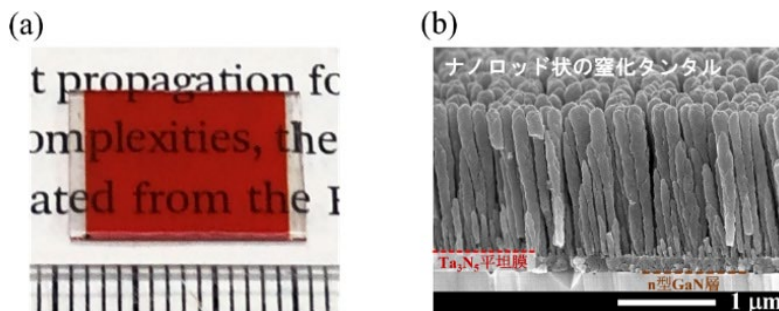 (a)
t propagation fo
omplexities, the
ated from the
(b)
ナノロッド状の窒化タンタル
Ta₃N₅平坦膜
n型GaN層
1 μm